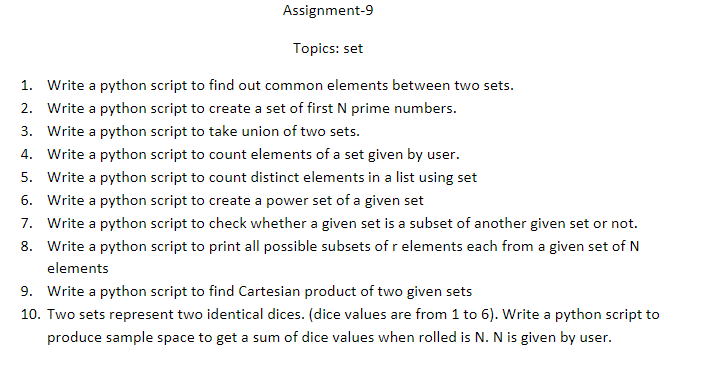 Assignment-9
Topics: set
1. Write a python script to find out common elements between two sets.
2. Write a python script to create a set of first N prime numbers.
3. Write a python script to take union of two sets.
4. Write a python script to count elements of a set given by user.
5. Write a python script to count distinct elements in a list using set
6. Write a python script to create a power set of a given set
7. Write a python script to check whether a given set is a subset of another given set or not.
8. Write a python script to print all possible subsets of r elements each from a given set of N
elements
9. Write a python script to find Cartesian product of two given sets
10. Two sets represent two identical dices. (dice values are from 1 to 6). Write a python script to
produce sample space to get a sum of dice values when rolled is N. N is given by user.